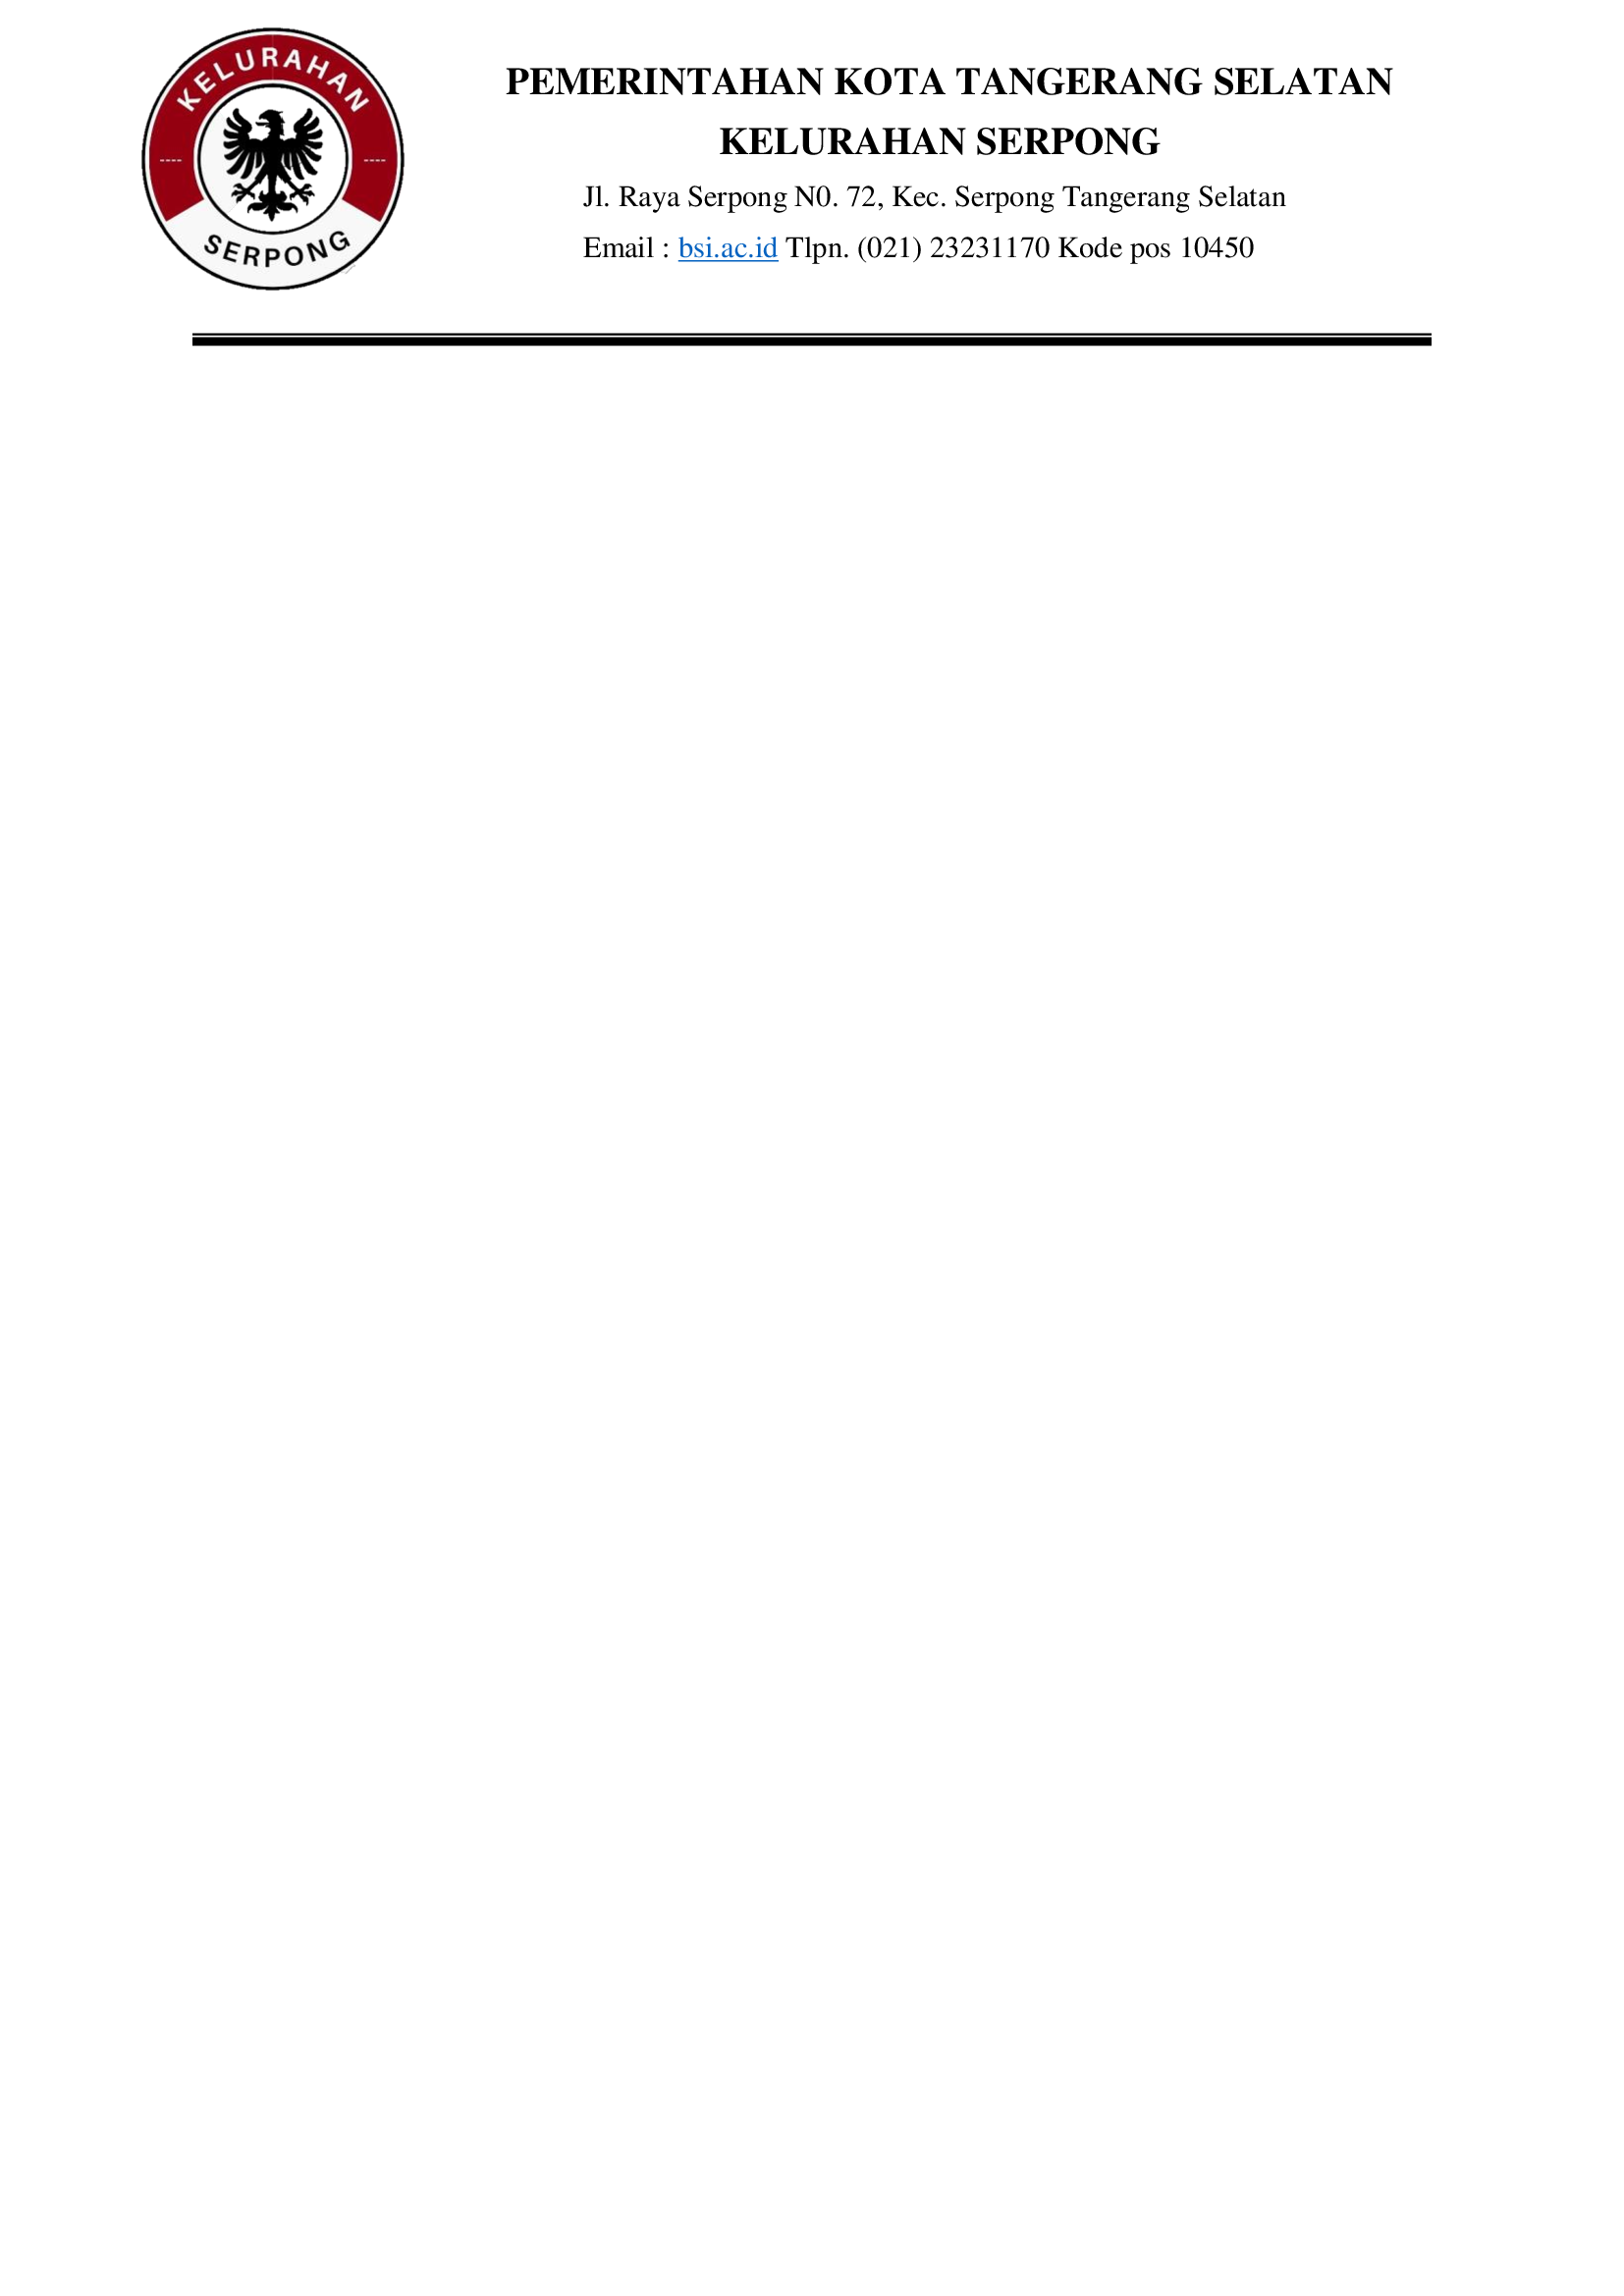 KELURAHAN
---- ----
SERPONG
PEMERINTAHAN KOTA TANGERANG SELATAN
KELURAHAN SERPONG
Jl. Raya Serpong N0. 72, Kec. Serpong Tangerang Selatan
Email : bsi.ac.id Tlpn. (021) 23231170 Kode pos 10450